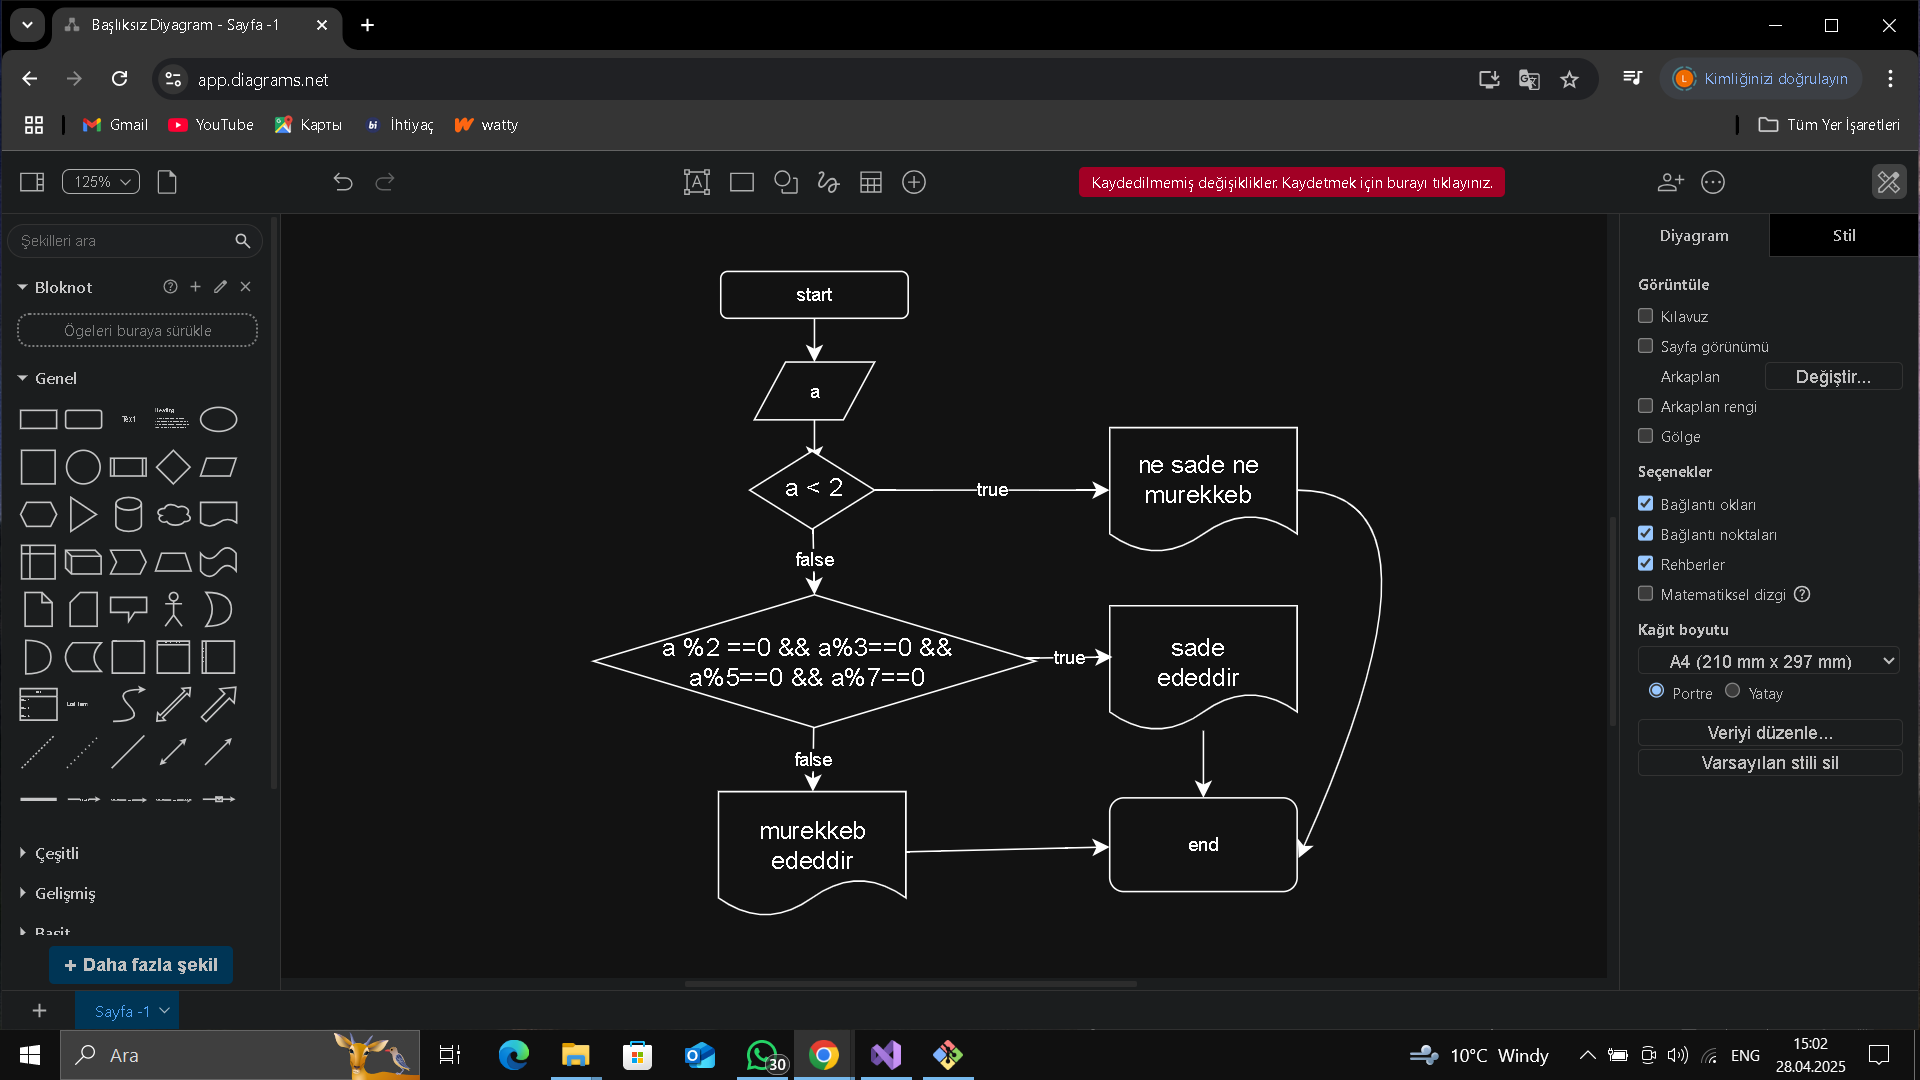 Başlıksız Diyagram - Sayfa -1
app.diagrams.net
Kimliğinizi doğrulayın
Gmail
YouTube
Карты
İhtiyaç
watty
Tüm Yer İşaretleri
125%
Kaydedilmemiş değişiklikler. Kaydetmek için burayı tıklayınız.
Şekilleri ara
Bloknot
Ögeleri buraya sürükle
Genel
Text
Heading
List Item
Çeşitli
Gelişmiş
Basit
+ Daha fazla şekil
start
a
a < 2
true
ne sade ne
murekkeb
false
a %2 ==0 && a%3==0 &&
a%5==0 && a%7==0
true
sade
ededdir
false
murekkeb
ededdir
end
Diyagram
Stil
Görüntüle
Kılavuz
Sayfa görünümü
Arkaplan
Değiştir...
Arkaplan rengi
Gölge
Seçenekler
Bağlantı okları
Bağlantı noktaları
Rehberler
Matematiksel dizgi
Kağıt boyutu
A4 (210 mm x 297 mm)
Portre
Yatay
Veriyi düzenle...
Varsayılan stili sil
Sayfa -1
Ara
30
10°C Windy
ENG
15:02
28.04.2025